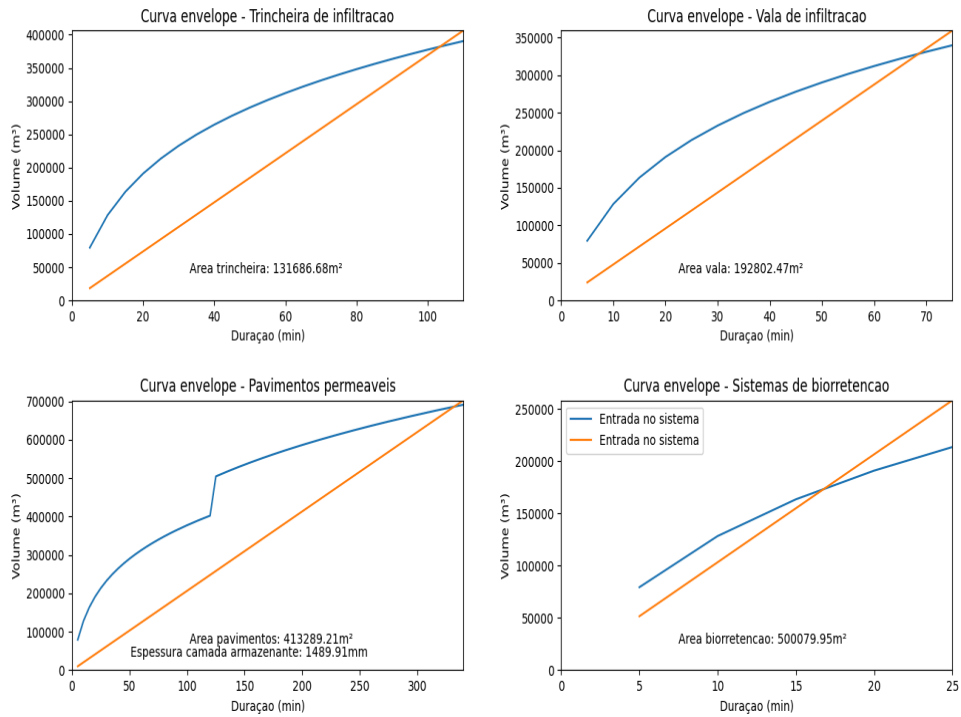 Curva envelope - Trincheira de infiltracao
Volume (m³)
400000
350000
300000
250000
200000
150000
100000
50000
0
Area trincheira: 131686.68m²
0 20 40 60 80 100
Duraçao (min)
Curva envelope - Vala de infiltracao
Volume (m³)
350000
300000
250000
200000
150000
100000
50000
0
Area vala: 192802.47m²
0 10 20 30 40 50 60 70
Duraçao (min)
Curva envelope - Pavimentos permeaveis
Volume (m³)
700000
600000
500000
400000
300000
200000
100000
0
Area pavimentos: 413289.21m²
Espessura camada armazenante: 1489.91mm
0 50 100 150 200 250 300
Duraçao (min)
Curva envelope - Sistemas de biorretencao
Entrada no sistema
Entrada no sistema
Volume (m³)
250000
200000
150000
100000
50000
0
Area biorretencao: 500079.95m²
0 5 10 15 20 25
Duraçao (min)